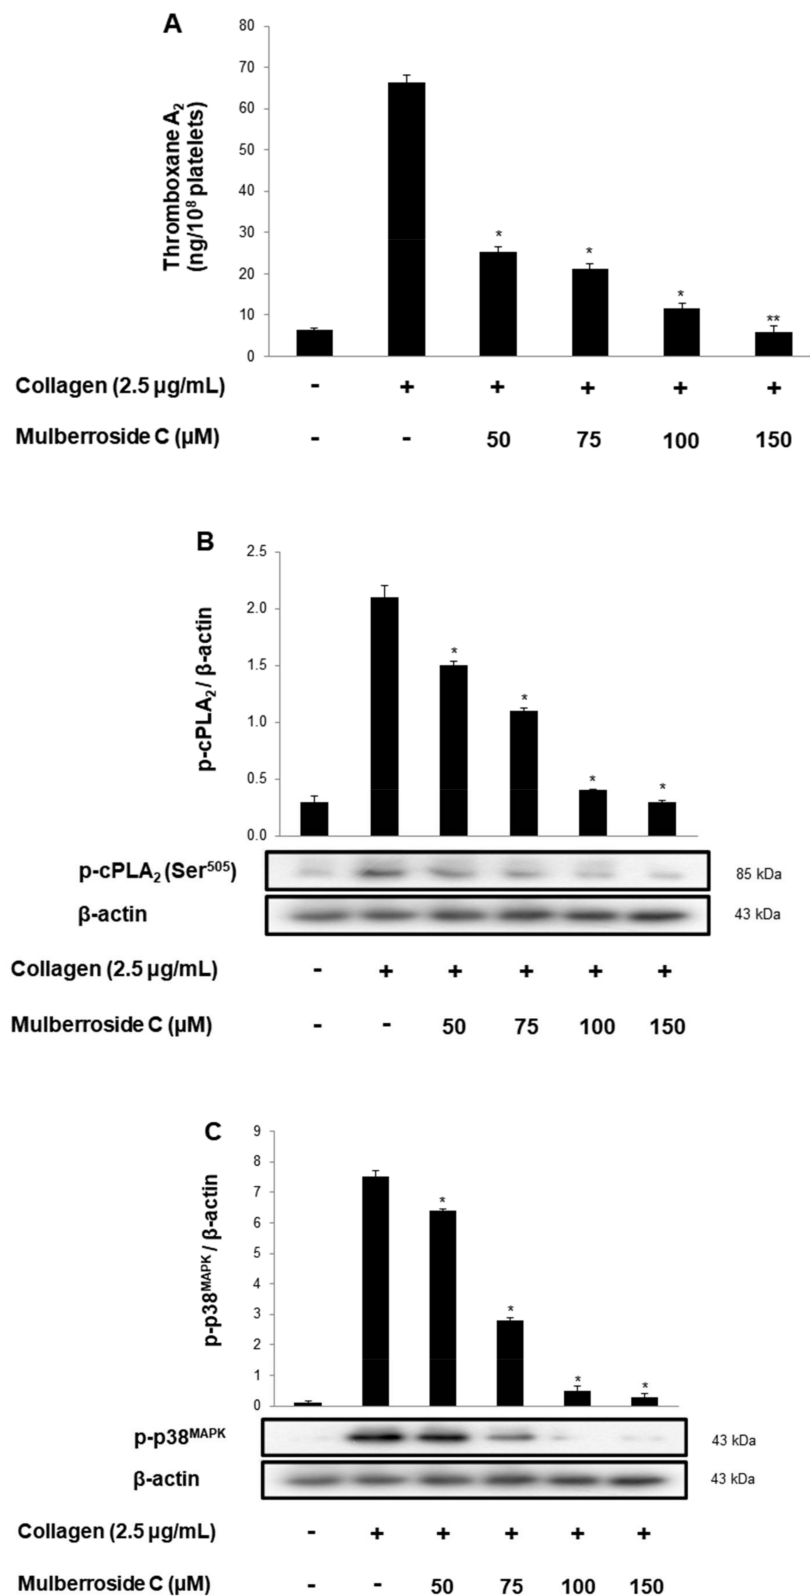 A
Thromboxane A₂
(ng/10⁸ platelets)
80
70
60
50
40
30
20
10
0
*
*
*
**
Collagen (2.5 µg/mL) - + + + + +
Mulberroside C (µM) - - 50 75 100 150
B
p-cPLA₂ / β-actin
2.5
2.0
1.5
1.0
0.5
0.0
*
*
*
*
p-cPLA₂ (Ser⁵⁰⁵) 85 kDa
β-actin 43 kDa
Collagen (2.5 µg/mL) - + + + + +
Mulberroside C (µM) - - 50 75 100 150
C
p-p38ᴹᴬᴾᴷ / β-actin
9
8
7
6
5
4
3
2
1
0
*
*
*
*
p-p38ᴹᴬᴾᴷ 43 kDa
β-actin 43 kDa
Collagen (2.5 µg/mL) - + + + + +
Mulberroside C (µM) - - 50 75 100 150